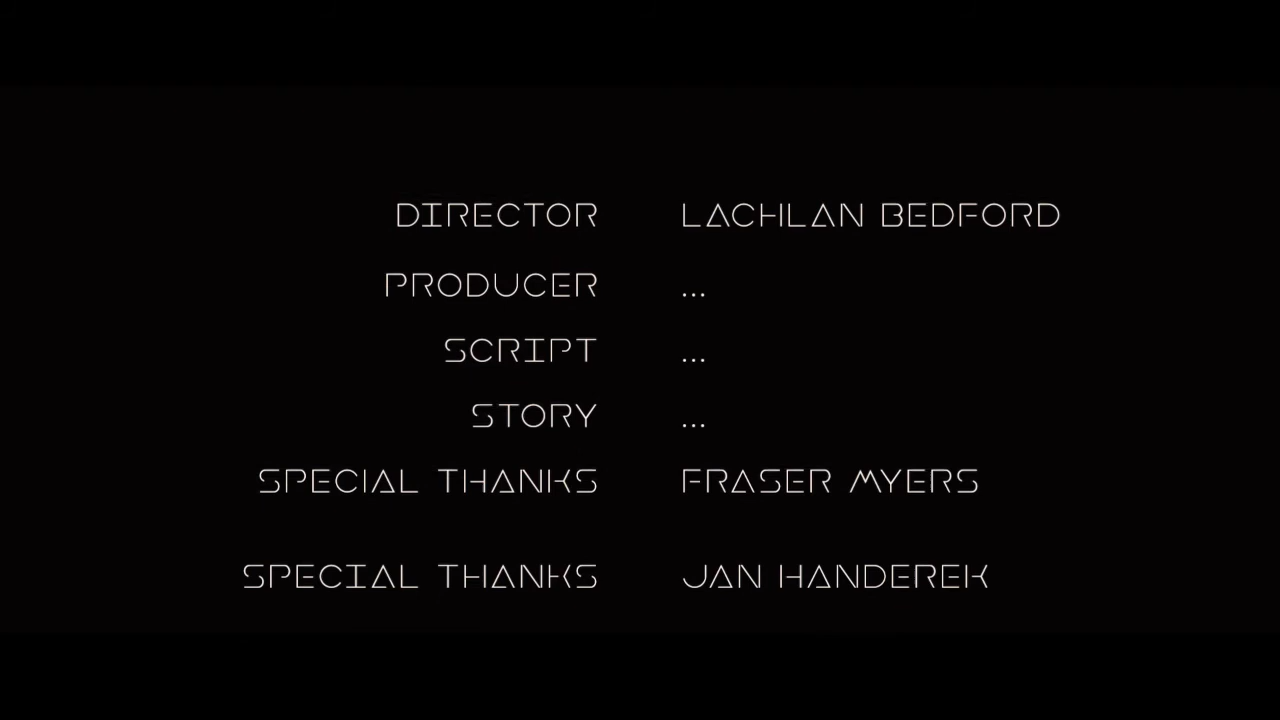 DIRECTOR LACHLAN BEDFORD
PRODUCER ...
SCRIPT ...
STORY ...
SPECIAL THANKS FRASER MYERS
SPECIAL THANKS JAN HANDEREK